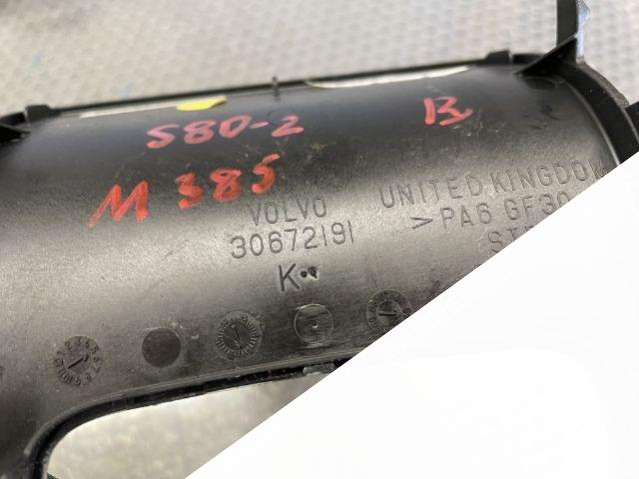 S80-2 B
M 385
VOLVO
30672191
K
UNITED KINGDOM
>PA6 GF30